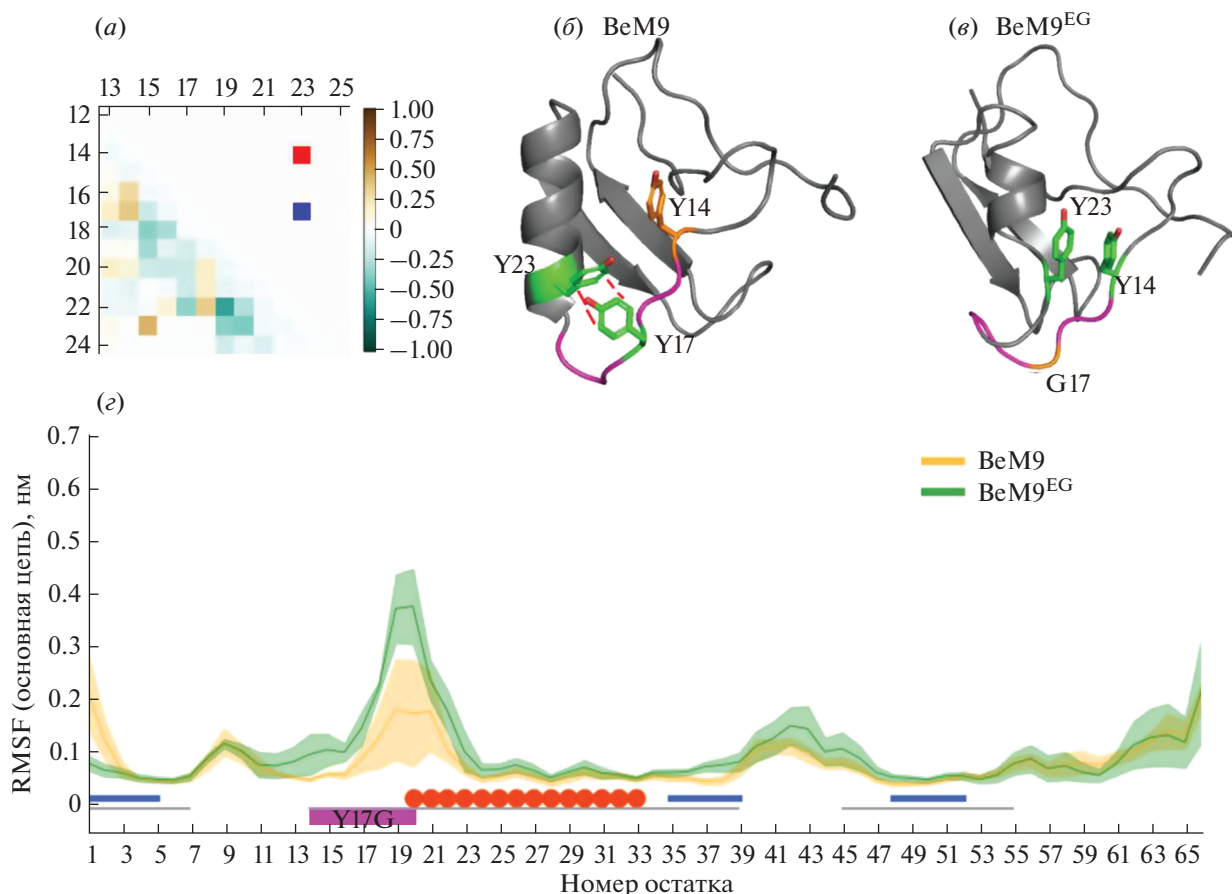 (а)
13 15 17 19 21 23 25
12
14
16
18
20
22
24
1.00
0.75
0.50
0.25
0
−0.25
−0.50
−0.75
−1.00
(б) BeM9
Y14
Y23
Y17
(в) BeM9EG
Y23
Y14
G17
(г)
RMSF (основная цепь), нм
0.7
0.6
0.5
0.4
0.3
0.2
0.1
0
BeM9
BeM9EG
Y17G
1 3 5 7 9 11 13 15 17 19 21 23 25 27 29 31 33 35 37 39 41 43 45 47 49 51 53 55 57 59 61 63 65
Номер остатка